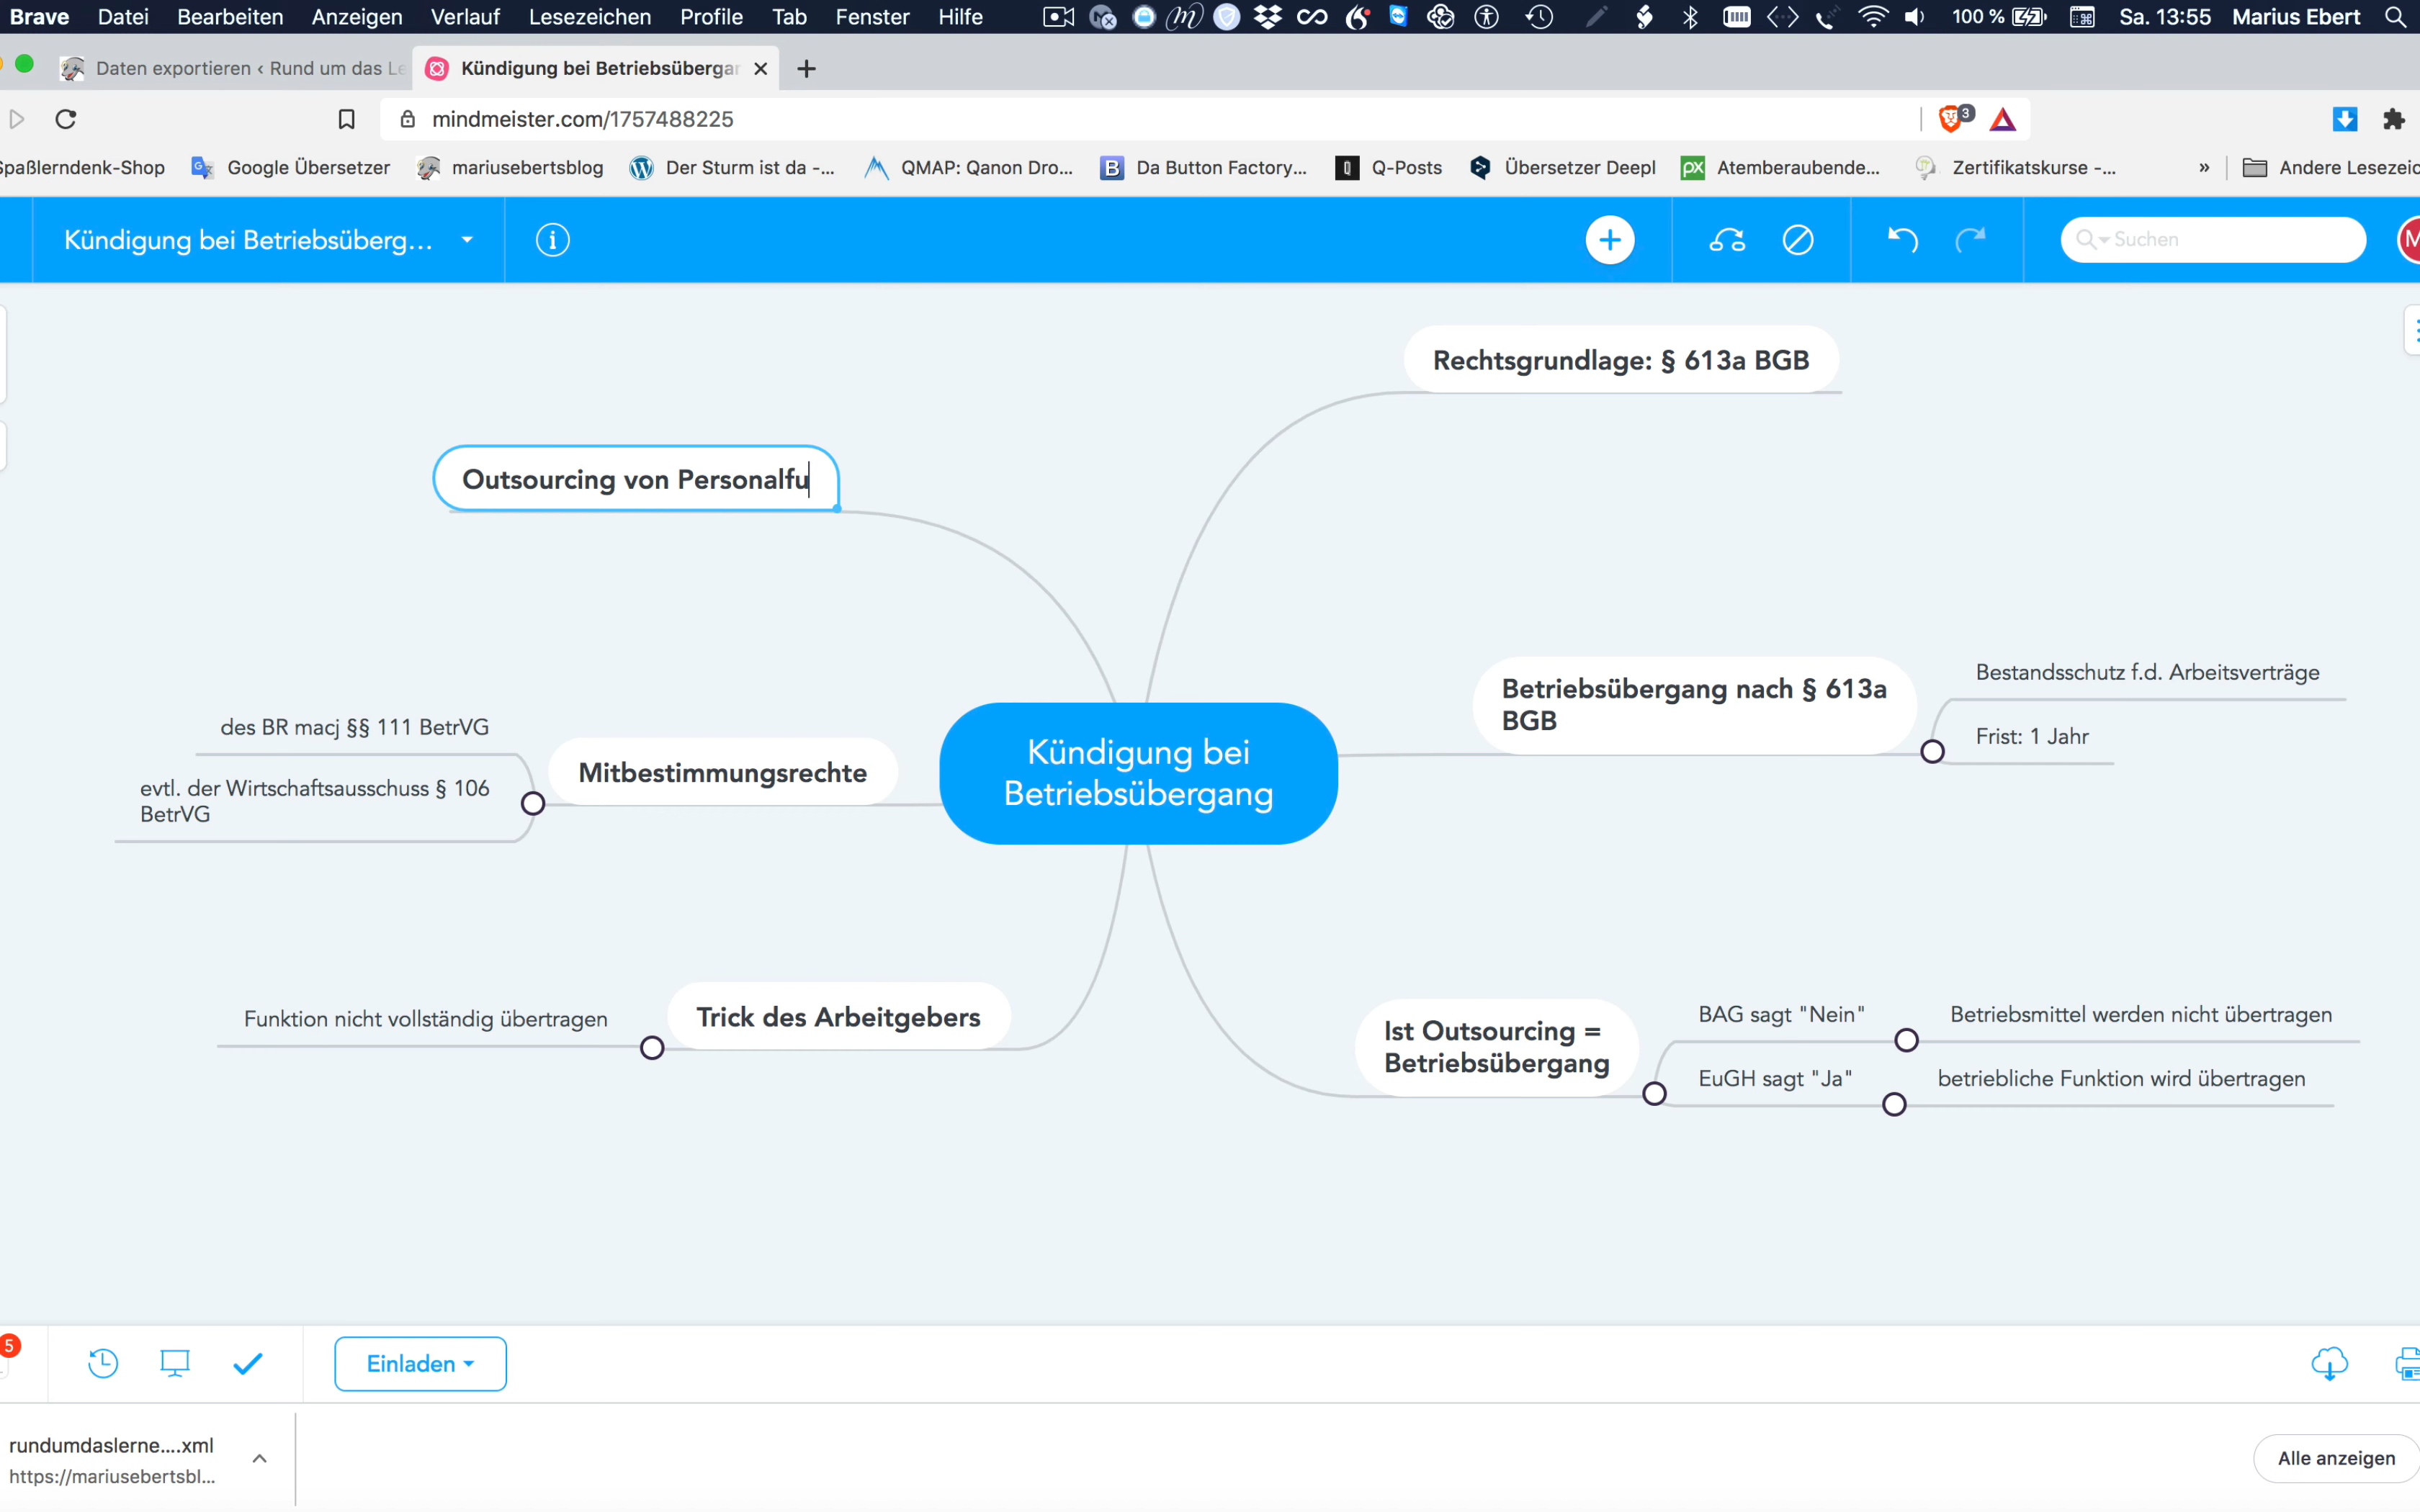 Brave Datei Bearbeiten Anzeigen Verlauf Lesezeichen Profile Tab Fenster Hilfe 100 % Sa. 13:55 Marius Ebert
Daten exportieren ‹ Rund um das Le
Kündigung bei Betriebsübergan
mindmeister.com/1757488225
3
paßlerndenk-Shop Google Übersetzer mariusebertsblog Der Sturm ist da -... QMAP: Qanon Dro... Da Button Factory... Q-Posts Übersetzer Deepl Atemberaubende... Zertifikatskurse -... » Andere Lesezeic
Kündigung bei Betriebsüberg...
Suchen
M
Rechtsgrundlage: § 613a BGB
Outsourcing von Personalfu
Betriebsübergang nach § 613a
BGB
Bestandsschutz f.d. Arbeitsverträge
Frist: 1 Jahr
Kündigung bei
Betriebsübergang
Mitbestimmungsrechte
des BR macj §§ 111 BetrVG
evtl. der Wirtschaftsausschuss § 106
BetrVG
Trick des Arbeitgebers
Funktion nicht vollständig übertragen
Ist Outsourcing =
Betriebsübergang
BAG sagt "Nein"
Betriebsmittel werden nicht übertragen
EuGH sagt "Ja"
betriebliche Funktion wird übertragen
5
Einladen
rundumdaslerne....xml
https://mariusebertsbl...
Alle anzeigen